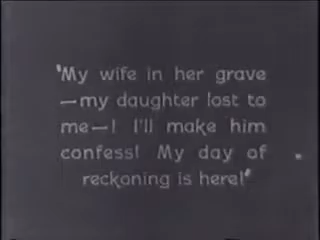 "My wife in her grave
—my daughter lost to
me—! I'll make him
confess! My day of
reckoning is here!"